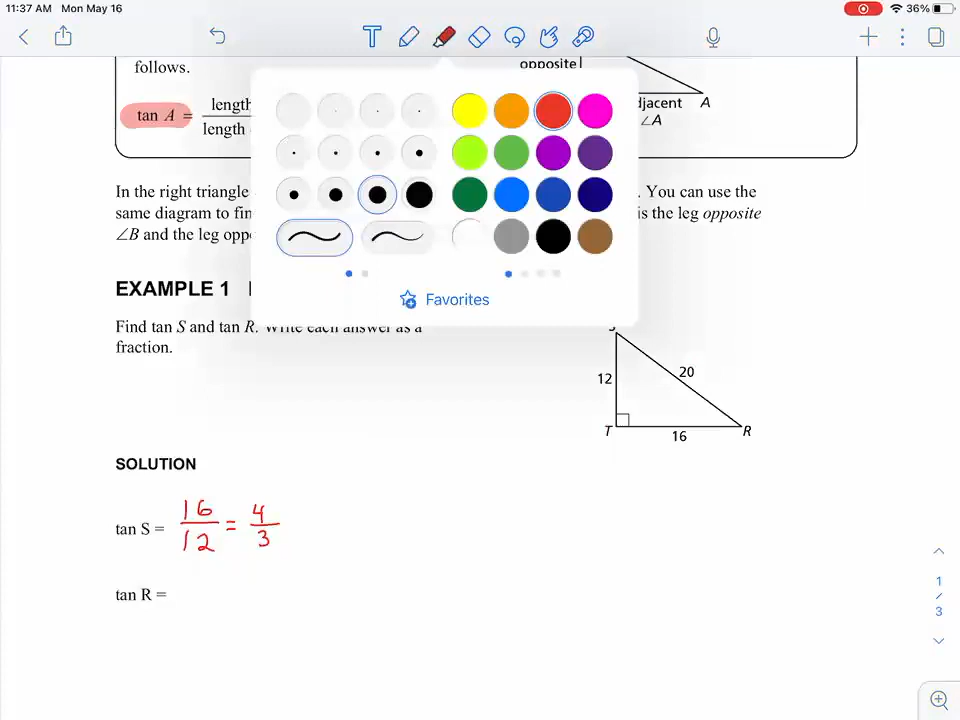 11:37 AM Mon May 16
36%
follows.
opposite
tan A = length
length
djacent A
∠A
In the right triangle . You can use the
same diagram to fin is the leg opposite
∠B and the leg oppo
EXAMPLE 1
Find tan S and tan R. Write each answer as a
fraction.
S
12
20
T
16
R
SOLUTION
tan S = 16/12 = 4/3
tan R =
Favorites
1
/
3